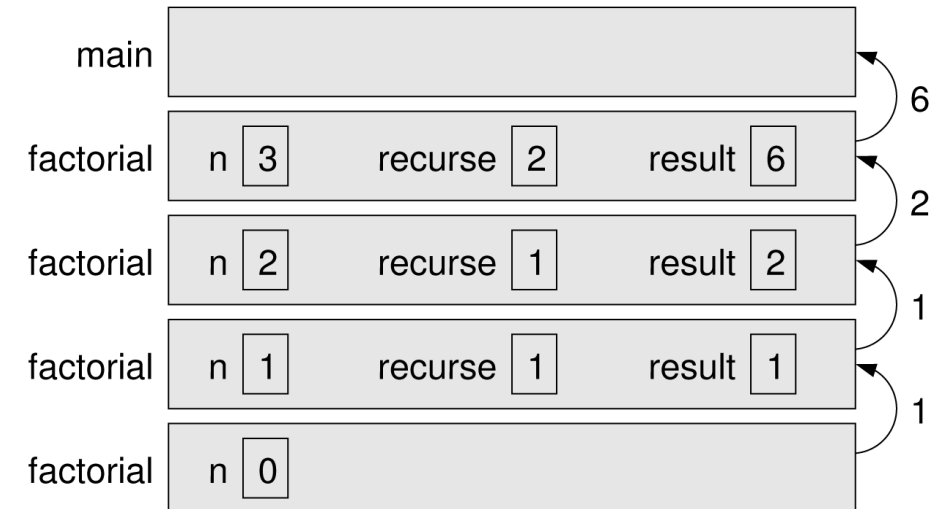 main
6
factorial n 3 recurse 2 result 6
2
factorial n 2 recurse 1 result 2
1
factorial n 1 recurse 1 result 1
1
factorial n 0